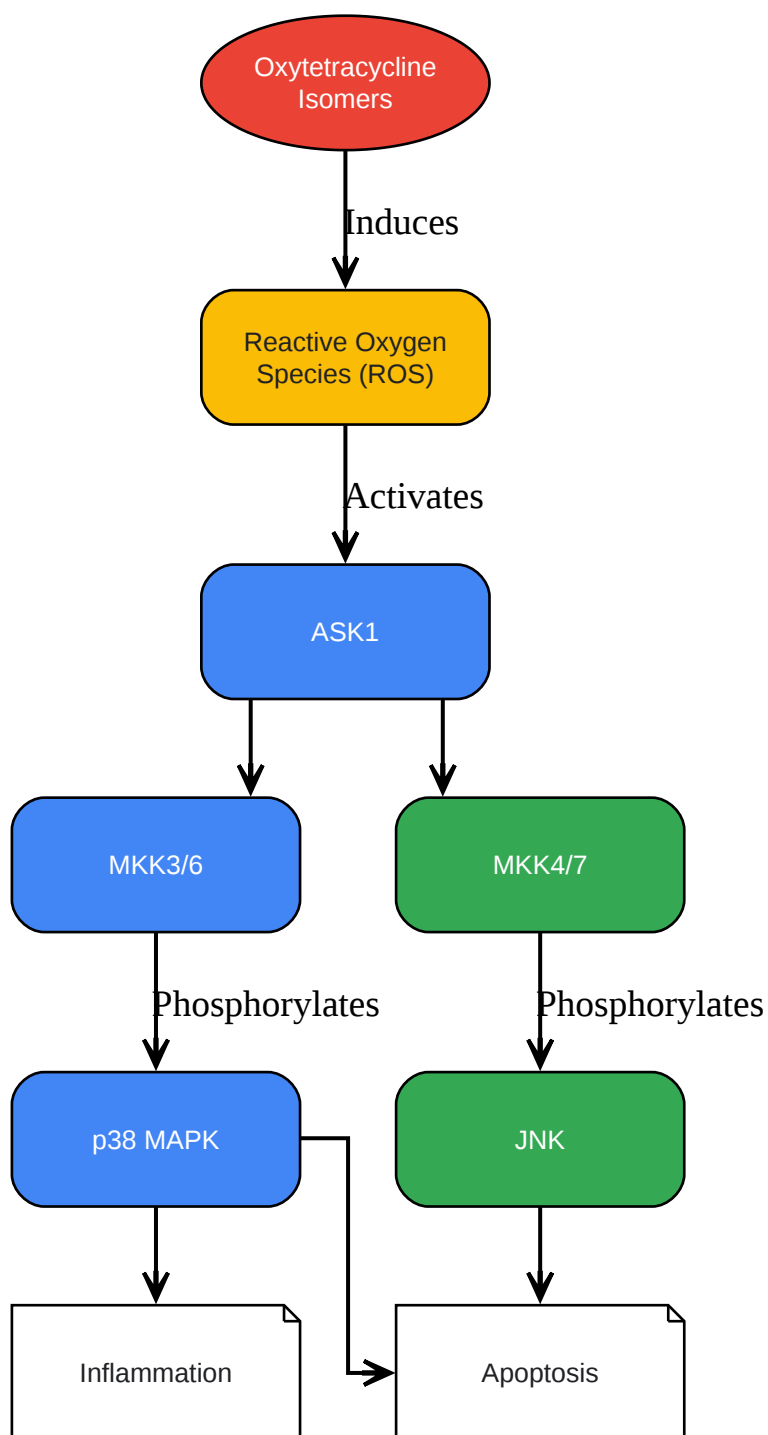 Oxytetracycline
Isomers
Induces
Reactive Oxygen
Species (ROS)
Activates
ASK1
MKK3/6
MKK4/7
Phosphorylates
Phosphorylates
p38 MAPK
JNK
Inflammation
Apoptosis